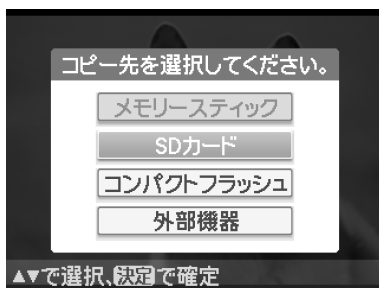 コピー先を選択してください。
メモリースティック
SDカード
コンパクトフラッシュ
外部機器
▲▼で選択、決定で確定